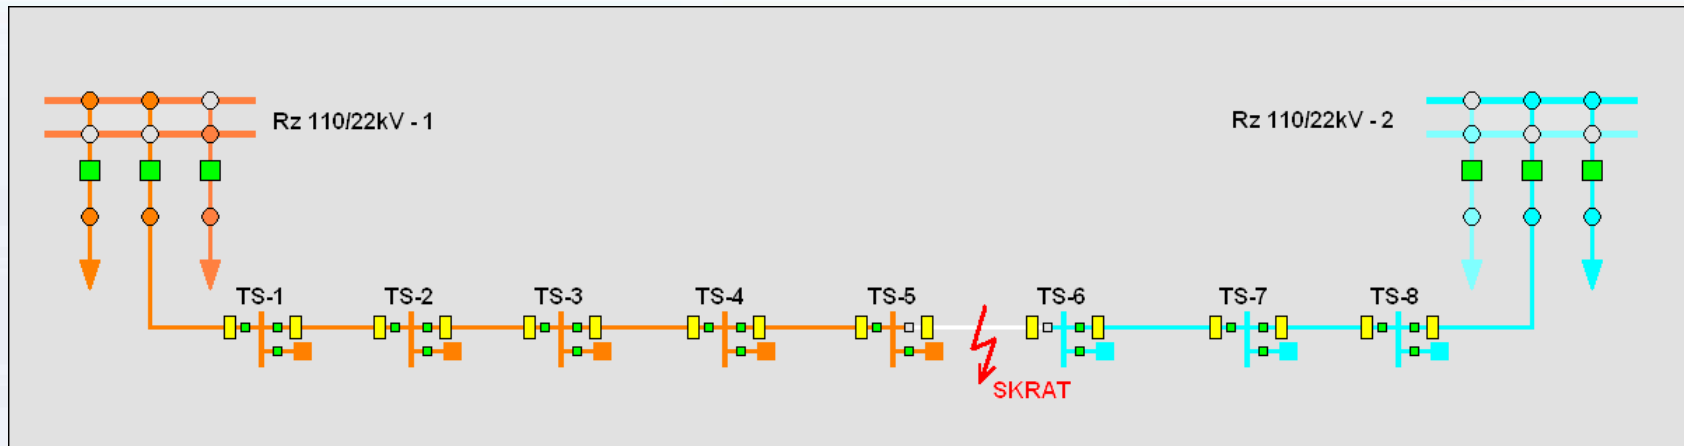 Rz 110/22kV - 1
Rz 110/22kV - 2
TS-1
TS-2
TS-3
TS-4
TS-5
TS-6
TS-7
TS-8
SKRAT